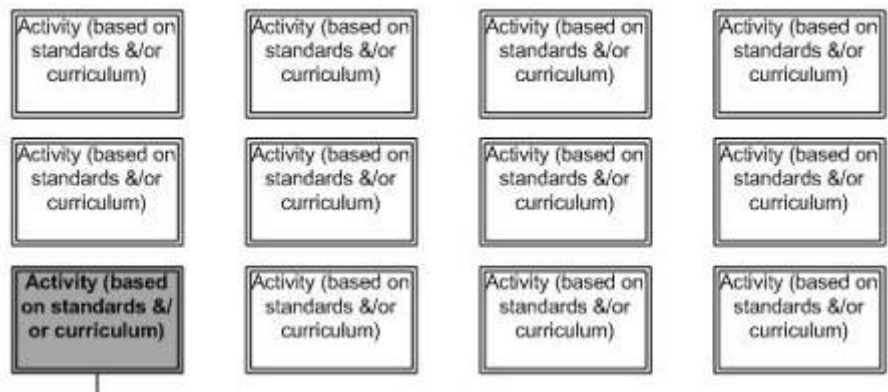 Activity (based on
standards &/or
curriculum)
Activity (based on
standards &/or
curriculum)
Activity (based on
standards &/or
curriculum)
Activity (based on
standards &/or
curriculum)
Activity (based on
standards &/or
curriculum)
Activity (based on
standards &/or
curriculum)
Activity (based on
standards &/or
curriculum)
Activity (based on
standards &/or
curriculum)
Activity (based
on standards &/
or curriculum)
Activity (based on
standards &/or
curriculum)
Activity (based on
standards &/or
curriculum)
Activity (based on
standards &/or
curriculum)